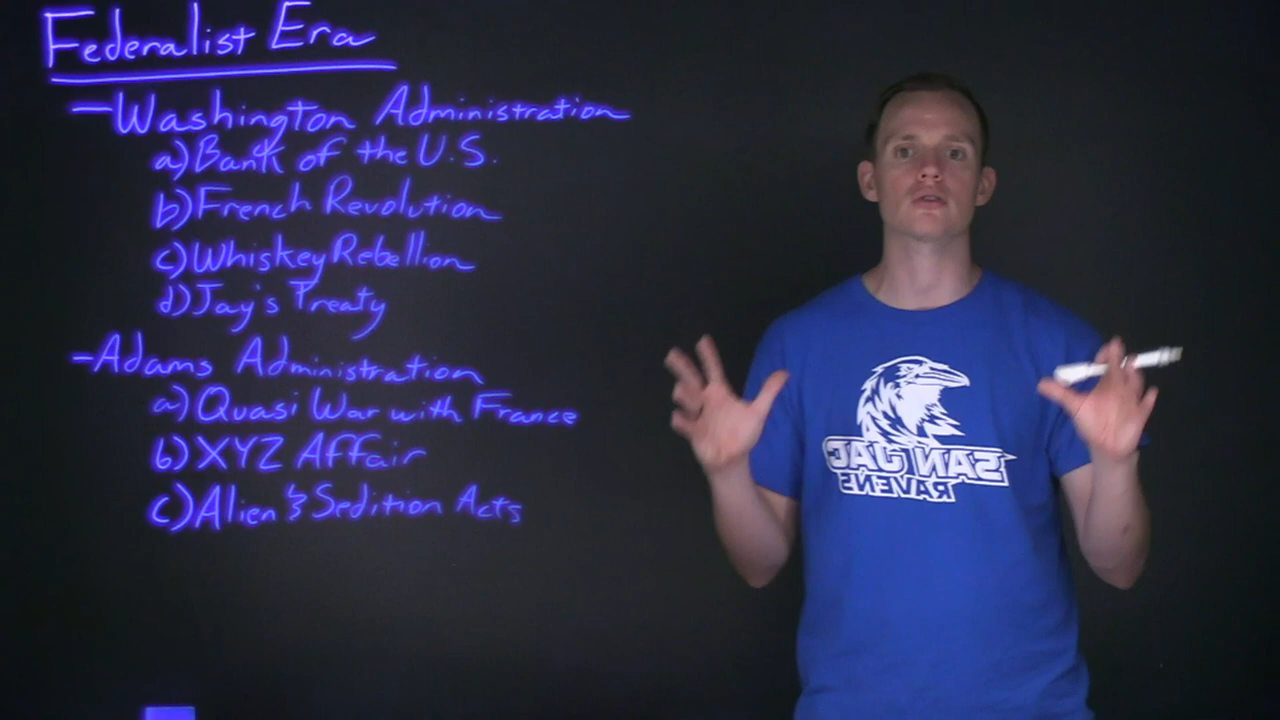 Federalist Era
- Washington Administration
a) Bank of the U.S.
b) French Revolution
c) Whiskey Rebellion
d) Jay's Treaty
- Adams Administration
a) Quasi War with France
b) XYZ Affair
c) Alien & Sedition Acts
SAN JAC
RAVENS